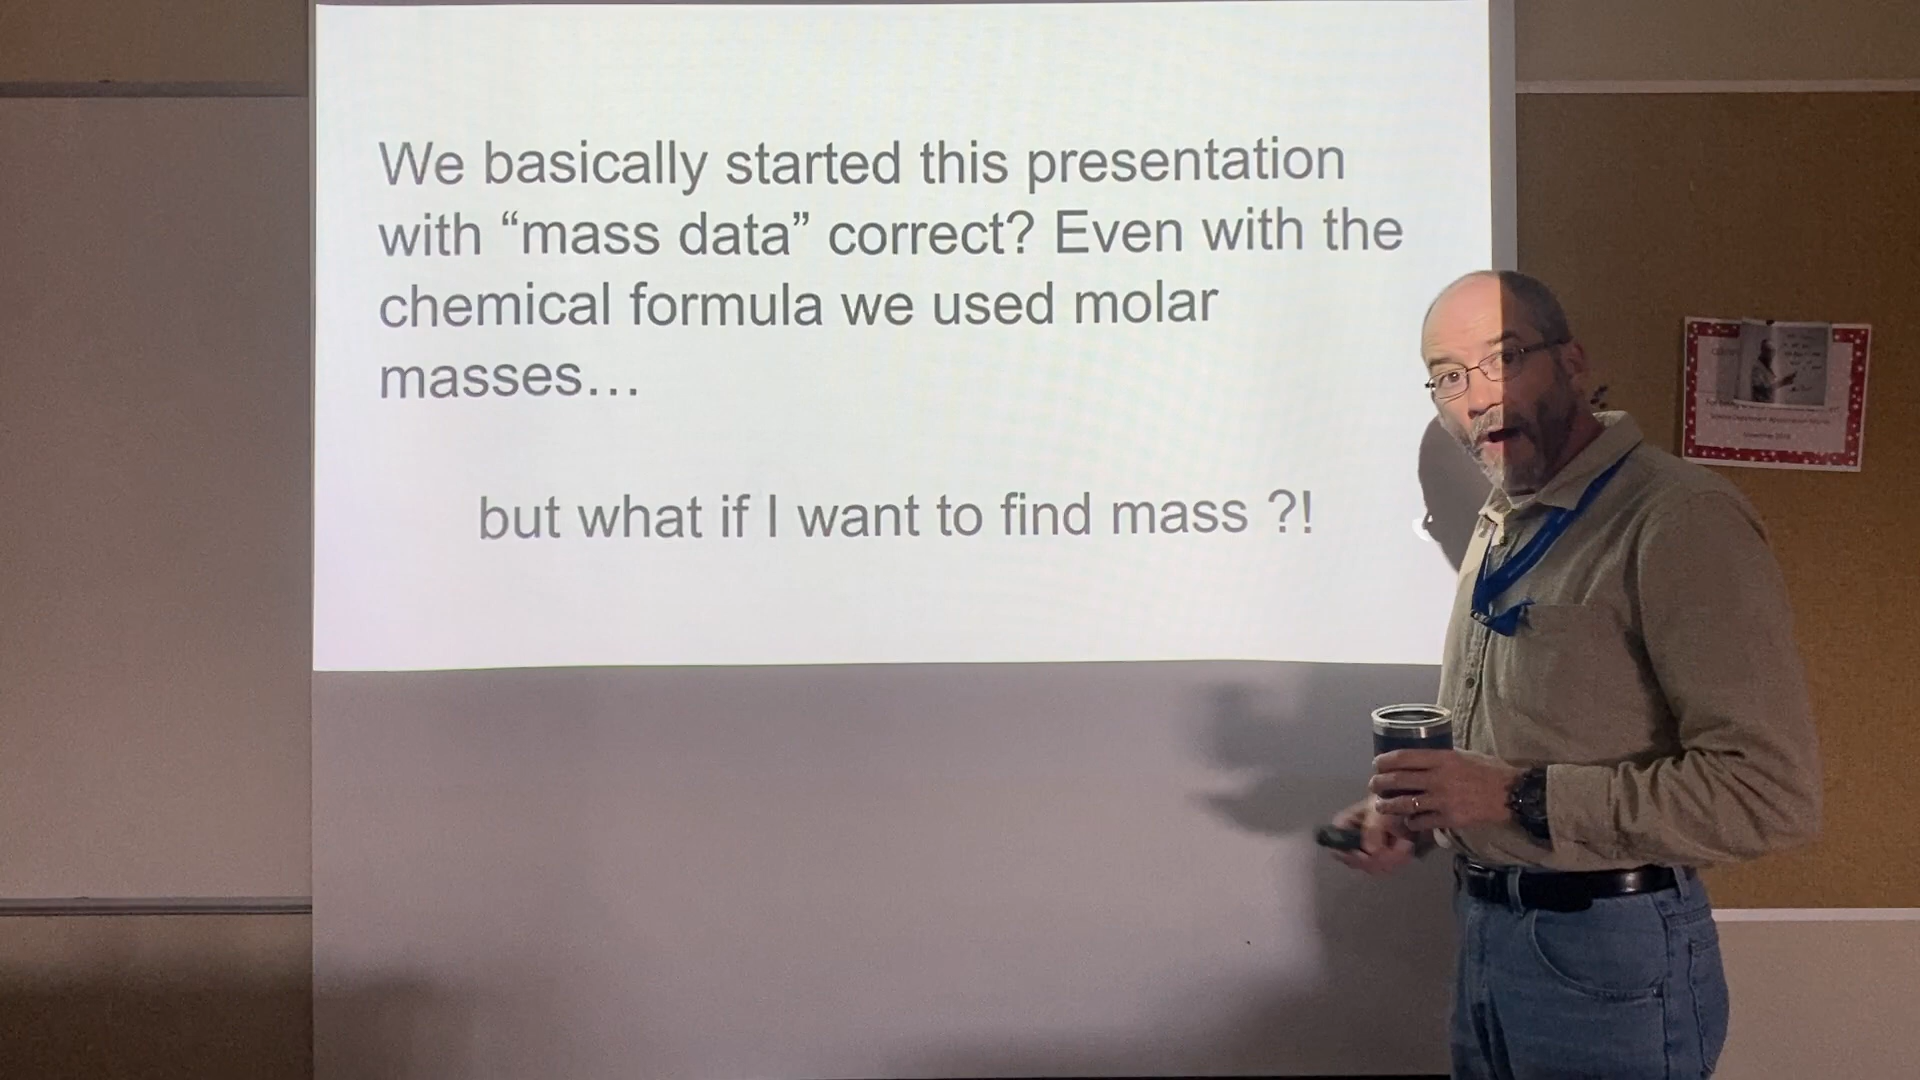 We basically started this presentation
with “mass data” correct? Even with the
chemical formula we used molar
masses…
but what if I want to find mass ?!